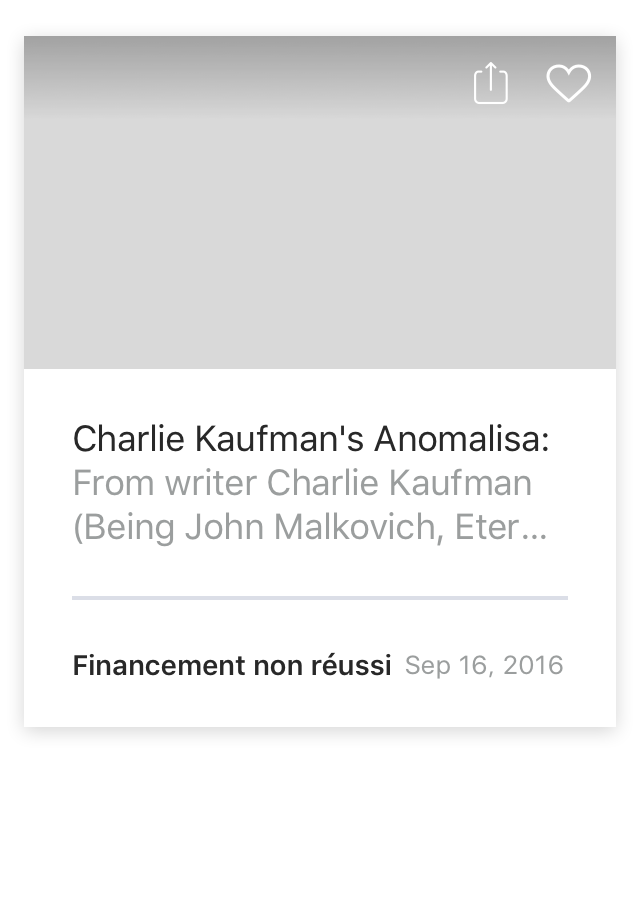 Charlie Kaufman's Anomalisa:
From writer Charlie Kaufman
(Being John Malkovich, Eter...
Financement non réussi Sep 16, 2016